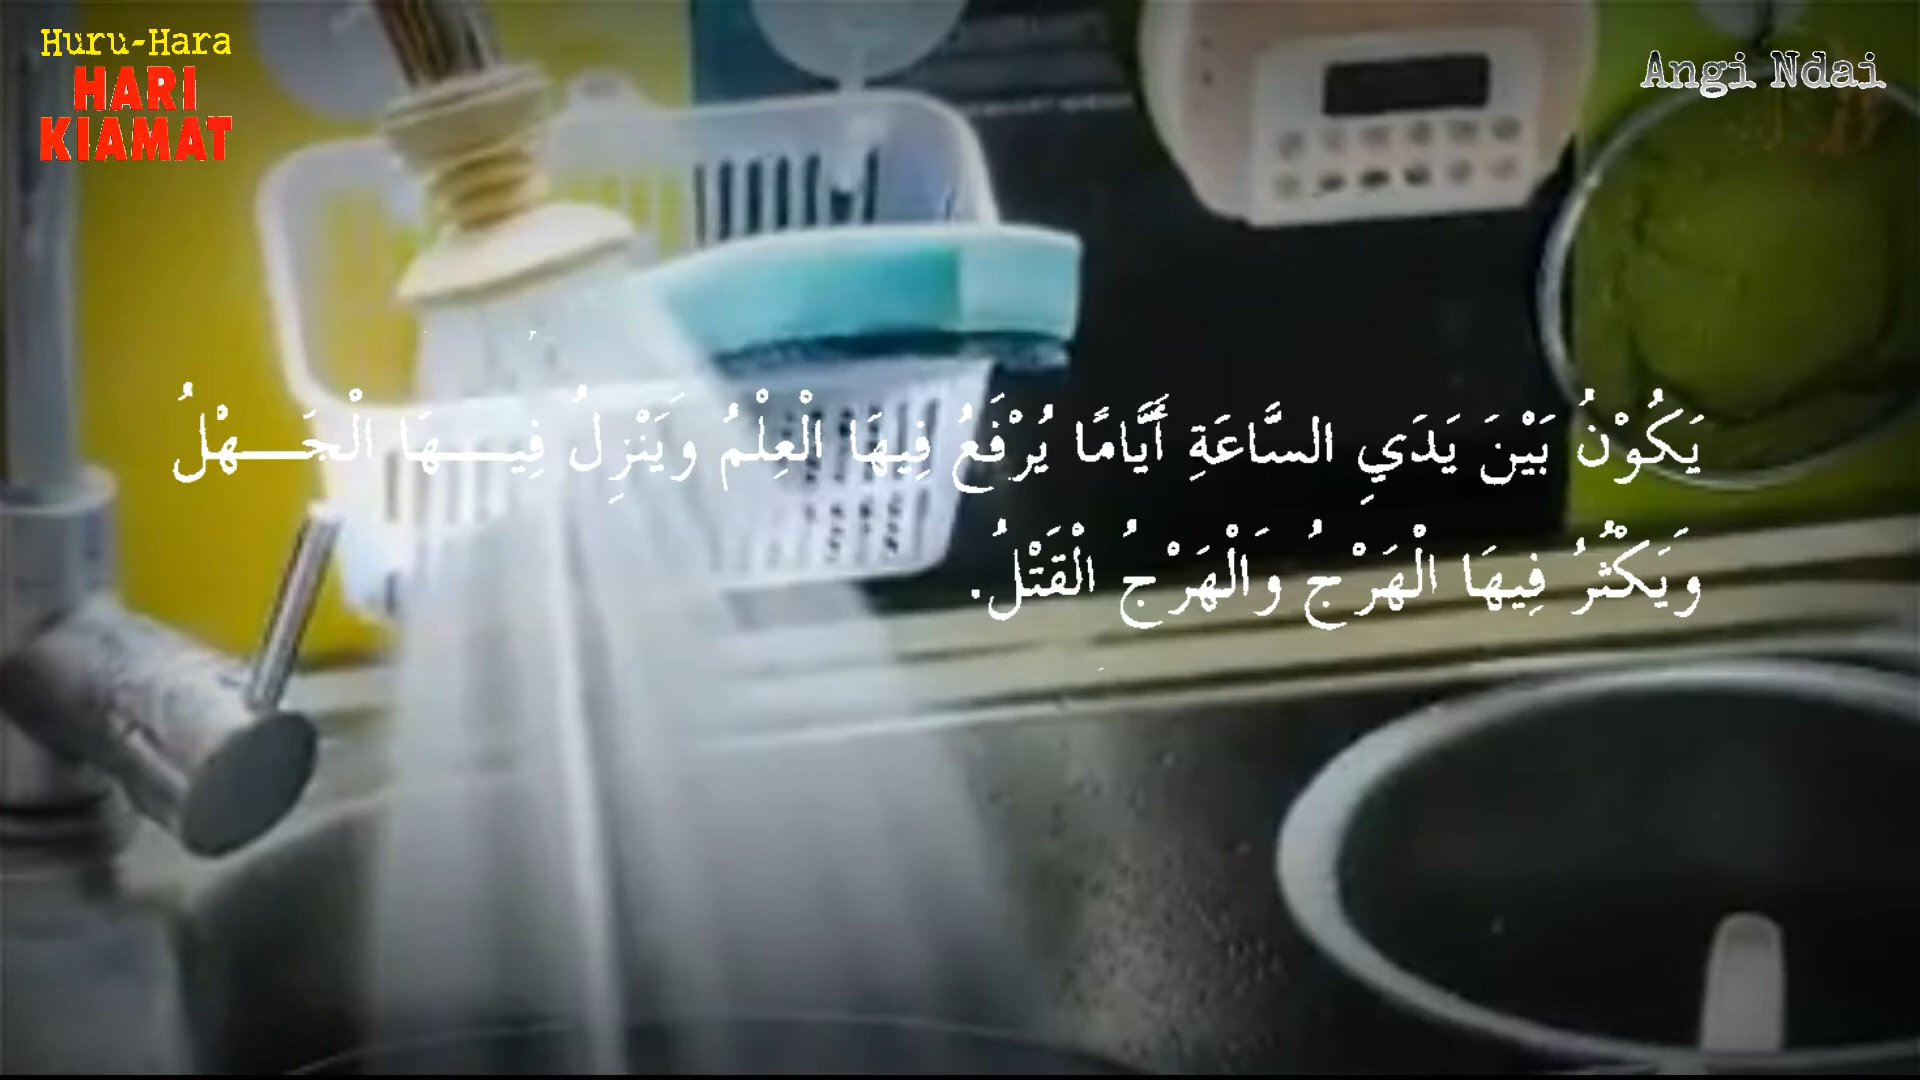 Huru-Hara
HARI
KIAMAT
Angi Ndai
يَكُوْنُ بَيْنَ يَدَيِ السَّاعَةِ أَيَّامًا يُرْفَعُ فِيهَا الْعِلْمُ وَيَنْزِلُ فِيـــهَا الْجَـــهْلُ
وَيَكْثُرُ فِيهَا الْهَرْجُ وَالْهَرْجُ الْقَتْلُ.